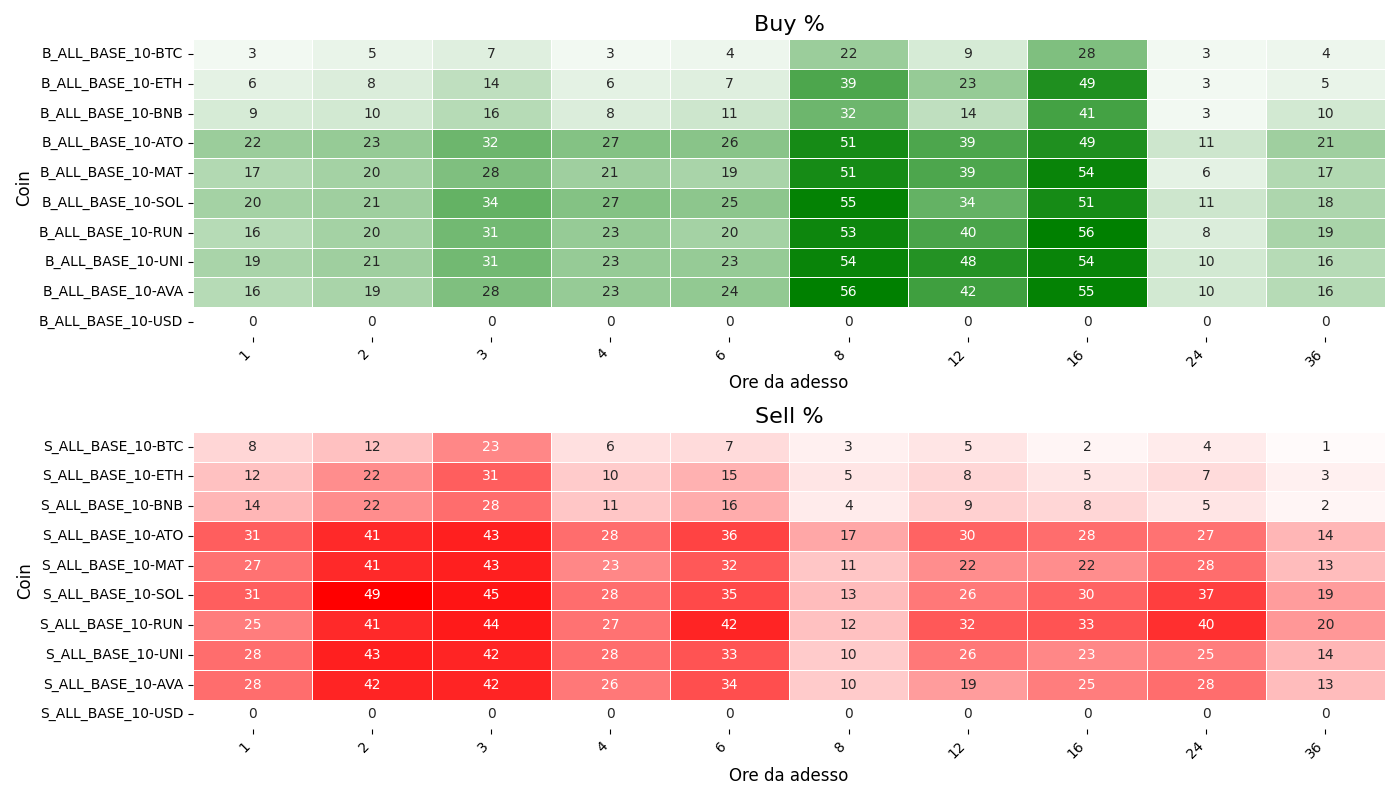 Buy %
Coin
B_ALL_BASE_10-BTC 3 5 7 3 4 22 9 28 3 4
B_ALL_BASE_10-ETH 6 8 14 6 7 39 23 49 3 5
B_ALL_BASE_10-BNB 9 10 16 8 11 32 14 41 3 10
B_ALL_BASE_10-ATO 22 23 32 27 26 51 39 49 11 21
B_ALL_BASE_10-MAT 17 20 28 21 19 51 39 54 6 17
B_ALL_BASE_10-SOL 20 21 34 27 25 55 34 51 11 18
B_ALL_BASE_10-RUN 16 20 31 23 20 53 40 56 8 19
B_ALL_BASE_10-UNI 19 21 31 23 23 54 48 54 10 16
B_ALL_BASE_10-AVA 16 19 28 23 24 56 42 55 10 16
B_ALL_BASE_10-USD 0 0 0 0 0 0 0 0 0 0
1 2 3 4 6 8 12 16 24 36
Ore da adesso
Sell %
Coin
S_ALL_BASE_10-BTC 8 12 23 6 7 3 5 2 4 1
S_ALL_BASE_10-ETH 12 22 31 10 15 5 8 5 7 3
S_ALL_BASE_10-BNB 14 22 28 11 16 4 9 8 5 2
S_ALL_BASE_10-ATO 31 41 43 28 36 17 30 28 27 14
S_ALL_BASE_10-MAT 27 41 43 23 32 11 22 22 28 13
S_ALL_BASE_10-SOL 31 49 45 28 35 13 26 30 37 19
S_ALL_BASE_10-RUN 25 41 44 27 42 12 32 33 40 20
S_ALL_BASE_10-UNI 28 43 42 28 33 10 26 23 25 14
S_ALL_BASE_10-AVA 28 42 42 26 34 10 19 25 28 13
S_ALL_BASE_10-USD 0 0 0 0 0 0 0 0 0 0
1 2 3 4 6 8 12 16 24 36
Ore da adesso